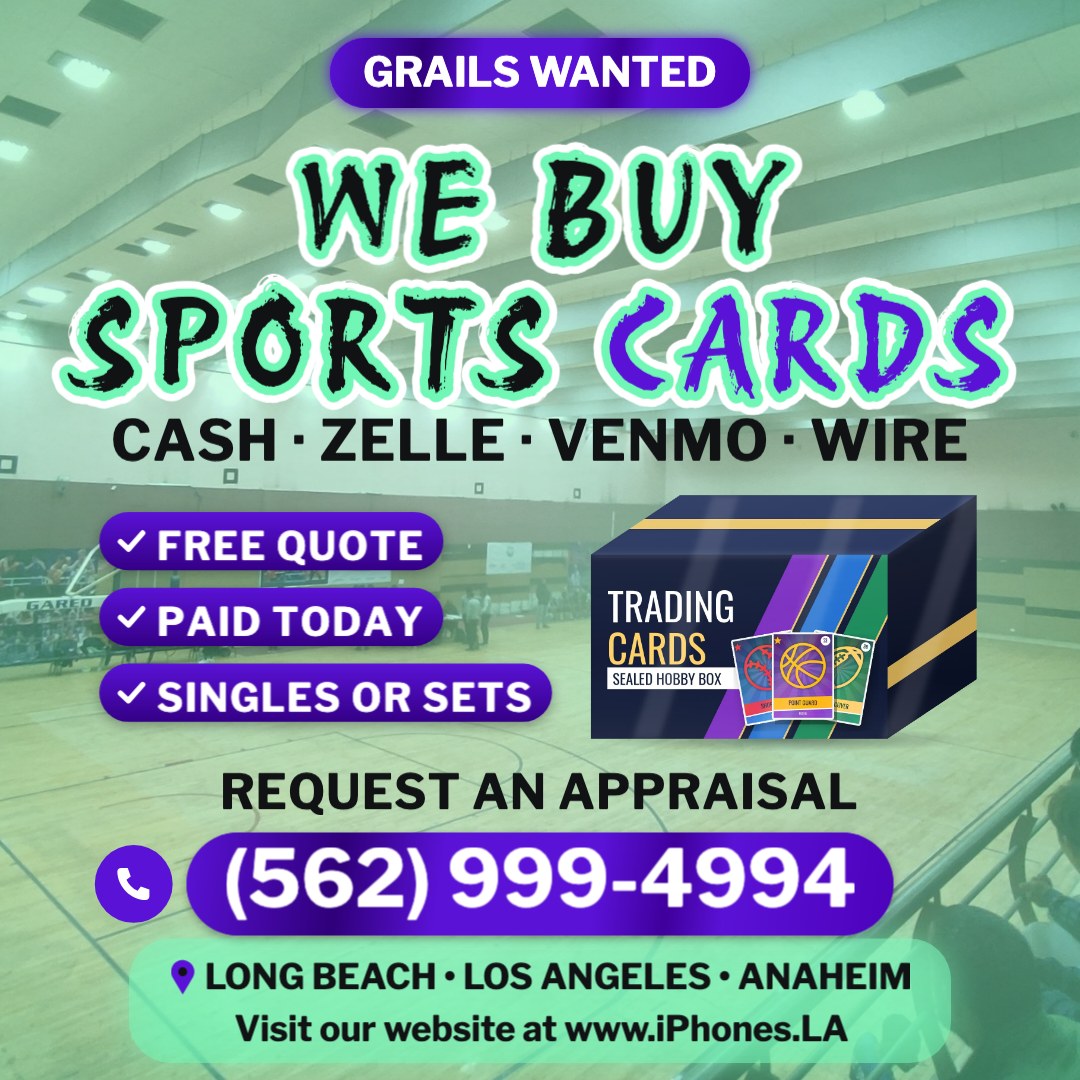 GRAILS WANTED
WE BUY
SPORTS CARDS
CASH · ZELLE · VENMO · WIRE
FREE QUOTE
PAID TODAY
SINGLES OR SETS
GARED
TRADING
CARDS
SEALED HOBBY BOX
POINT GUARD
REQUEST AN APPRAISAL
(562) 999-4994
LONG BEACH • LOS ANGELES • ANAHEIM
Visit our website at www.iPhones.LA